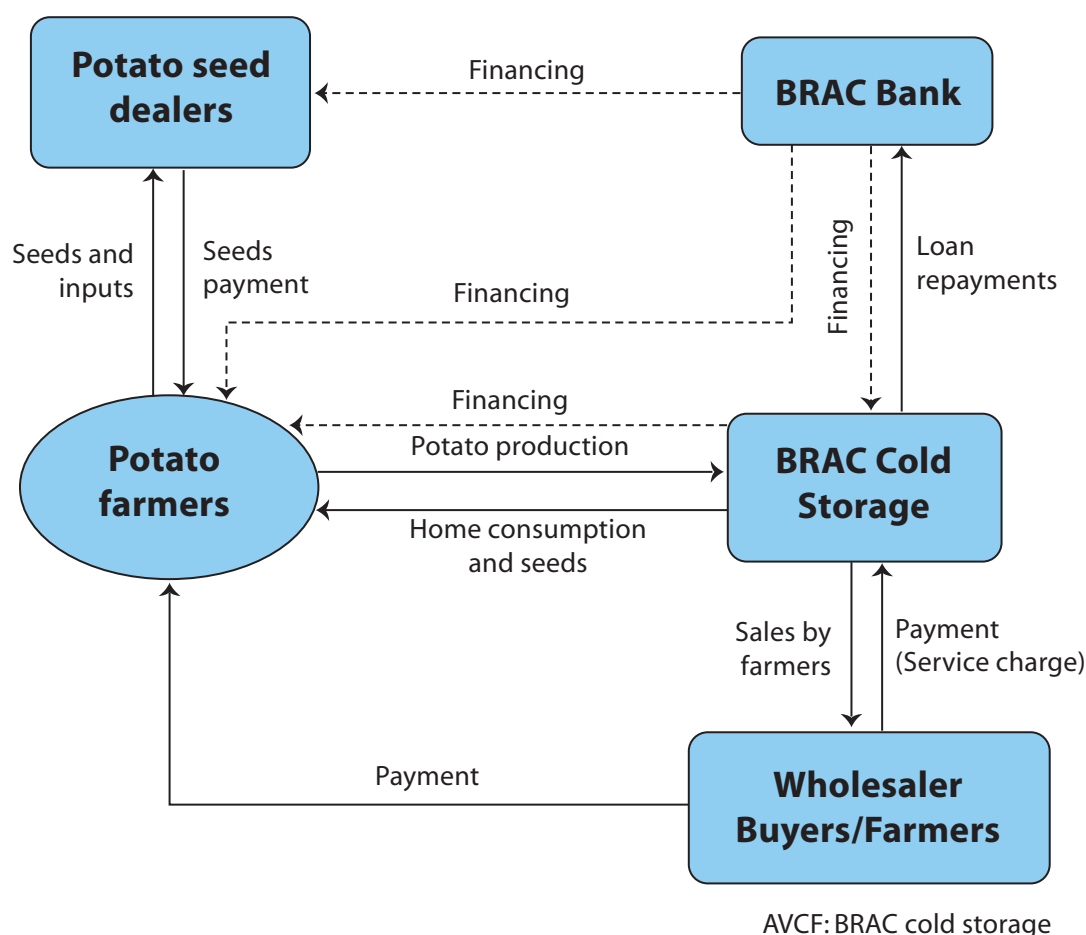 Potato seed
dealers
Financing
BRAC Bank
Seeds and
inputs
Seeds
payment
Financing
Financing
Loan
repayments
Financing
Potato
farmers
Potato production
BRAC Cold
Storage
Home consumption
and seeds
Sales by
farmers
Payment
(Service charge)
Payment
Wholesaler
Buyers/Farmers
AVCF: BRAC cold storage